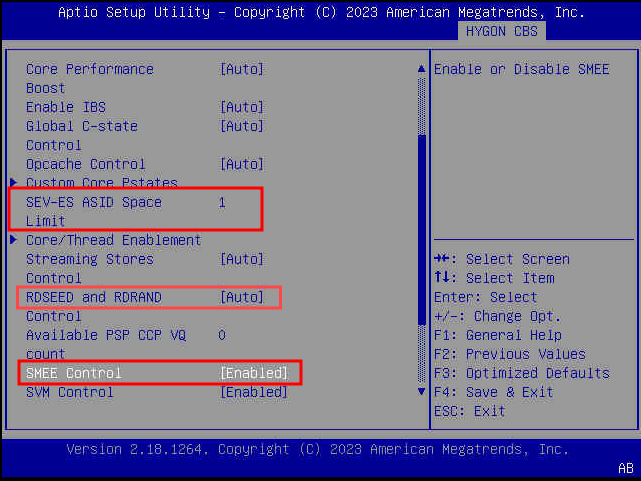 Aptio Setup Utility - Copyright (C) 2023 American Megatrends, Inc.
HYGON CBS
Core Performance [Auto]
Boost
Enable IBS [Auto]
Global C-state [Auto]
Control
Opcache Control [Auto]
Custom Core Pstates
SEV-ES ASID Space 1
Limit
Core/Thread Enablement
Streaming Stores [Auto]
Control
RDSEED and RDRAND [Auto]
Control
Available PSP CCP VQ 0
count
SMEE Control [Enabled]
SVM Control [Enabled]
Enable or Disable SMEE
→←: Select Screen
↑↓: Select Item
Enter: Select
+/-: Change Opt.
F1: General Help
F2: Previous Values
F3: Optimized Defaults
F4: Save & Exit
ESC: Exit
Version 2.18.1264. Copyright (C) 2023 American Megatrends, Inc.
AB